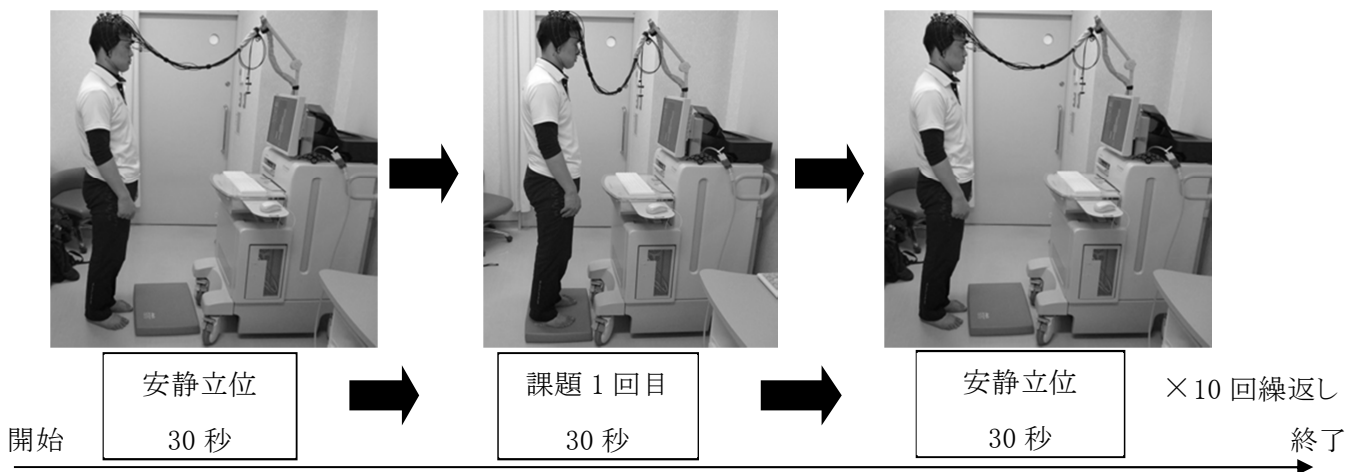 安静立位
30 秒
課題 1 回目
30 秒
安静立位
30 秒
×10 回繰返し
開始
終了